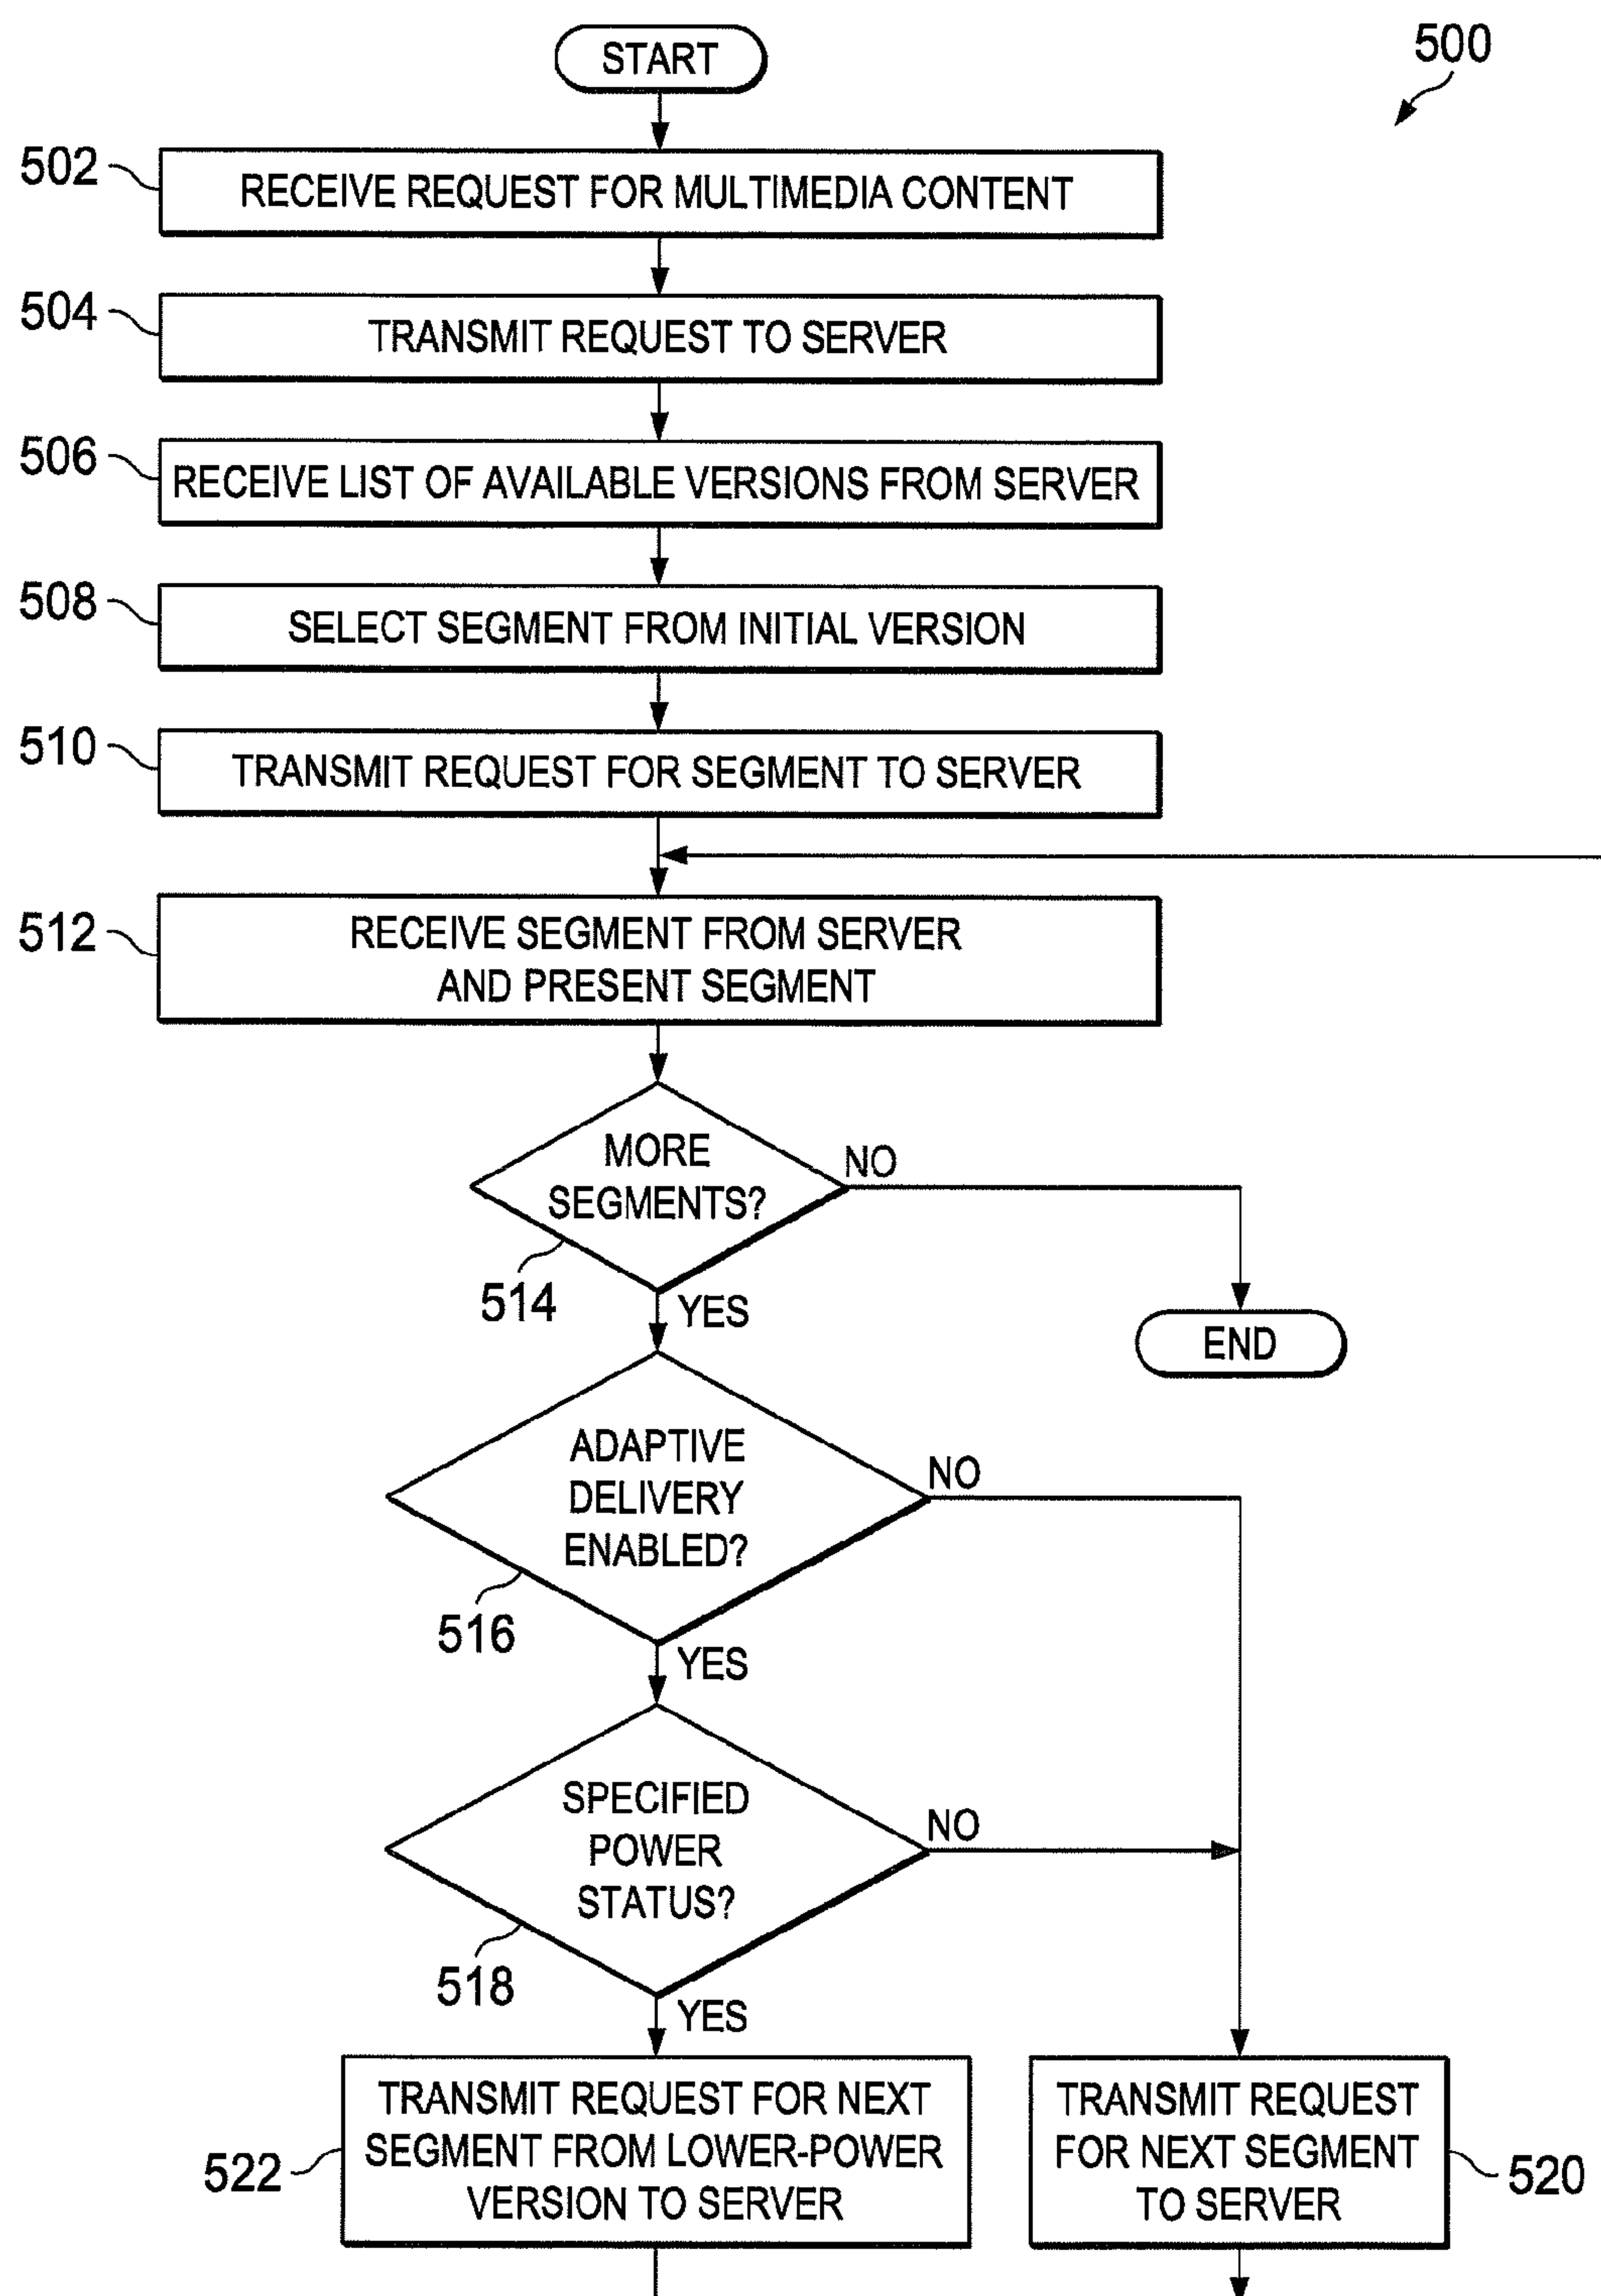 START
500
502
RECEIVE REQUEST FOR MULTIMEDIA CONTENT
504
TRANSMIT REQUEST TO SERVER
506
RECEIVE LIST OF AVAILABLE VERSIONS FROM SERVER
508
SELECT SEGMENT FROM INITIAL VERSION
510
TRANSMIT REQUEST FOR SEGMENT TO SERVER
512
RECEIVE SEGMENT FROM SERVER
AND PRESENT SEGMENT
MORE
SEGMENTS?
NO
514
YES
END
ADAPTIVE
DELIVERY
ENABLED?
NO
516
YES
SPECIFIED
POWER
STATUS?
NO
518
YES
522
TRANSMIT REQUEST FOR NEXT
SEGMENT FROM LOWER-POWER
VERSION TO SERVER
TRANSMIT REQUEST
FOR NEXT SEGMENT
TO SERVER
520